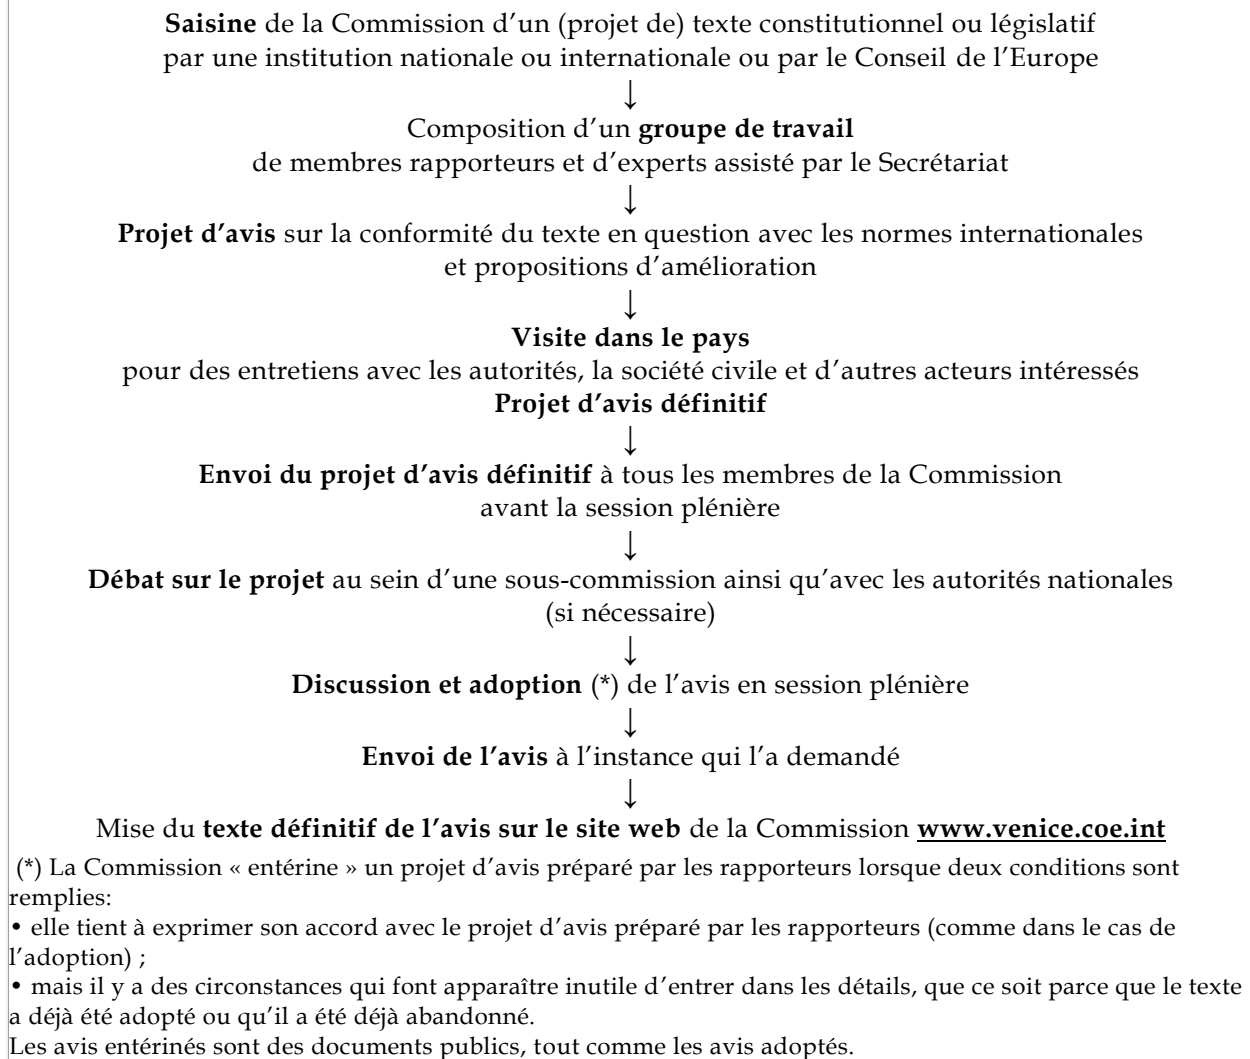 Saisine de la Commission d’un (projet de) texte constitutionnel ou législatif
par une institution nationale ou internationale ou par le Conseil de l’Europe
↓
Composition d’un groupe de travail
de membres rapporteurs et d’experts assisté par le Secrétariat
↓
Projet d’avis sur la conformité du texte en question avec les normes internationales
et propositions d’amélioration
↓
Visite dans le pays
pour des entretiens avec les autorités, la société civile et d’autres acteurs intéressés
Projet d’avis définitif
↓
Envoi du projet d’avis définitif à tous les membres de la Commission
avant la session plénière
↓
Débat sur le projet au sein d’une sous-commission ainsi qu’avec les autorités nationales
(si nécessaire)
↓
Discussion et adoption (*) de l’avis en session plénière
↓
Envoi de l’avis à l’instance qui l’a demandé
↓
Mise du texte définitif de l’avis sur le site web de la Commission www.venice.coe.int
(*) La Commission « entérine » un projet d’avis préparé par les rapporteurs lorsque deux conditions sont
remplies:
• elle tient à exprimer son accord avec le projet d’avis préparé par les rapporteurs (comme dans le cas de
l’adoption) ;
• mais il y a des circonstances qui font apparaître inutile d’entrer dans les détails, que ce soit parce que le texte
a déjà été adopté ou qu’il a été déjà abandonné.
Les avis entérinés sont des documents publics, tout comme les avis adoptés.